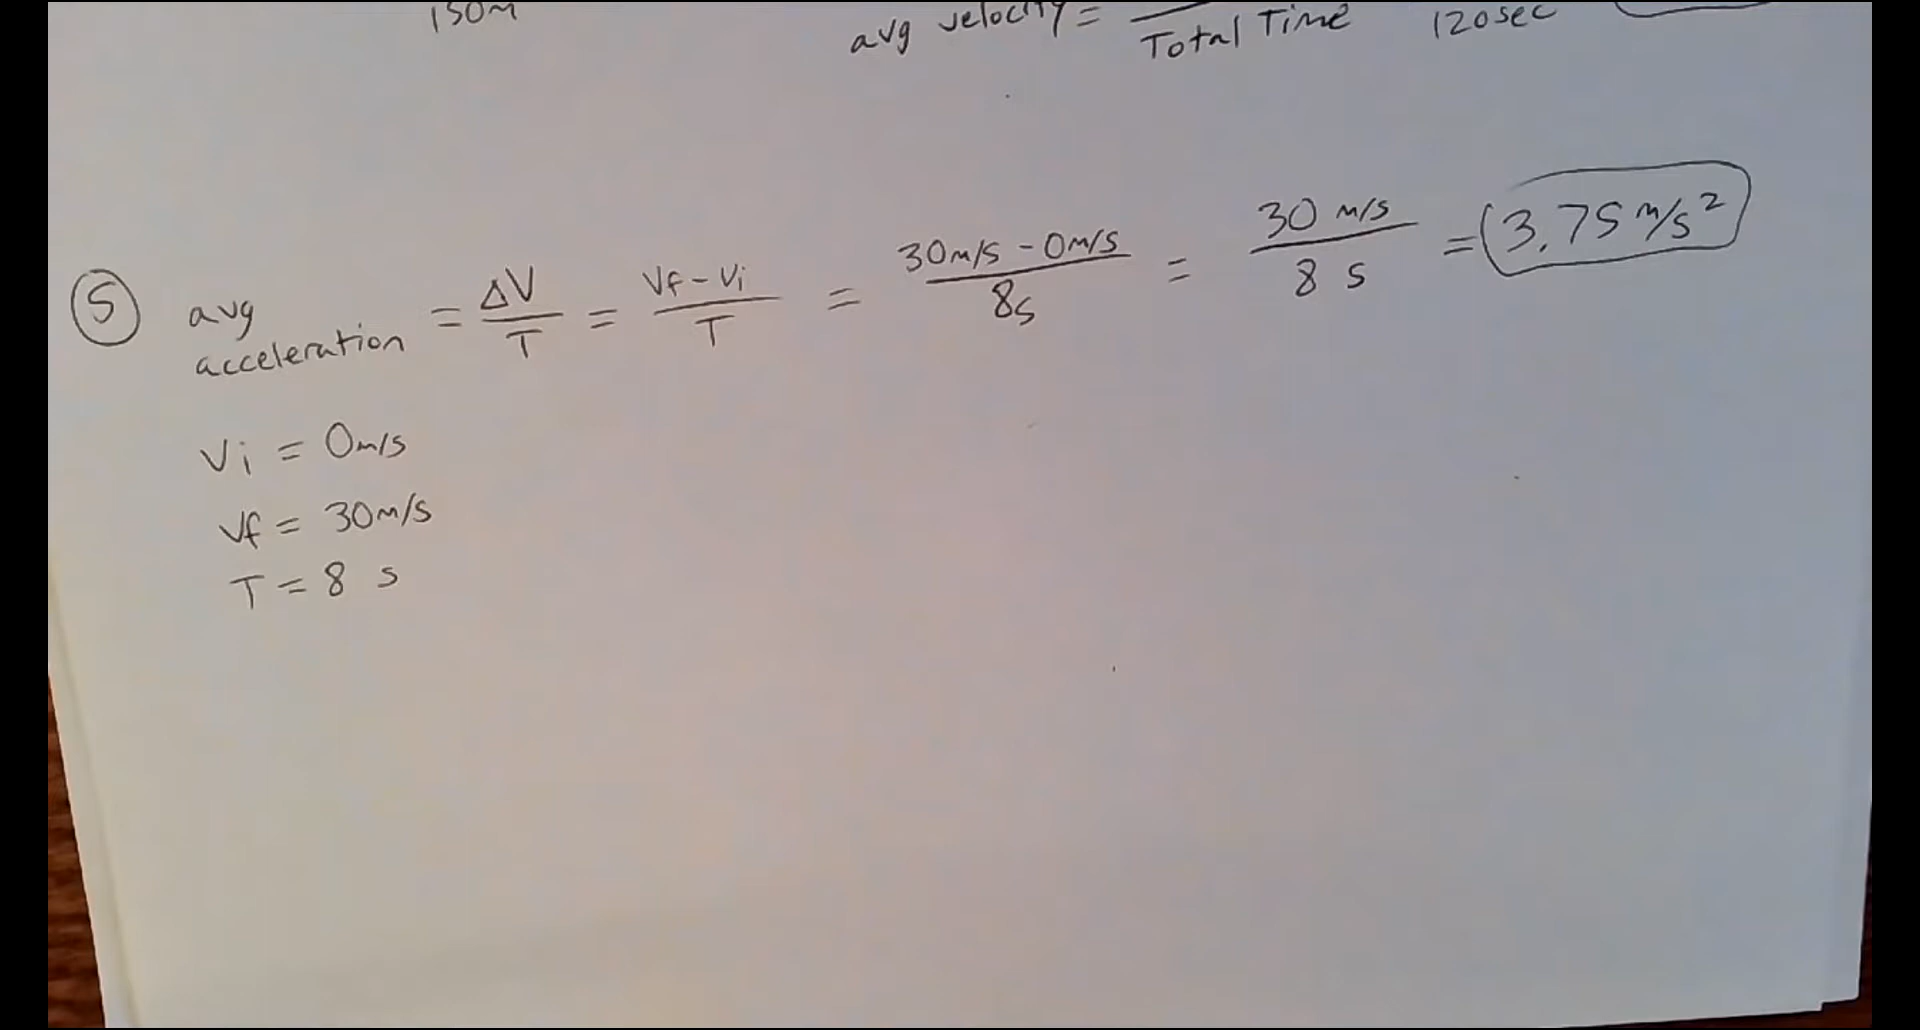 150m
avg velocity = Total Time 120sec
5 avg acceleration = ΔV/T = Vf - Vi/T = 30m/s - 0m/s/8s = 30 m/s/8 s = 3.75 m/s²
Vi = 0m/s
Vf = 30m/s
T = 8 s